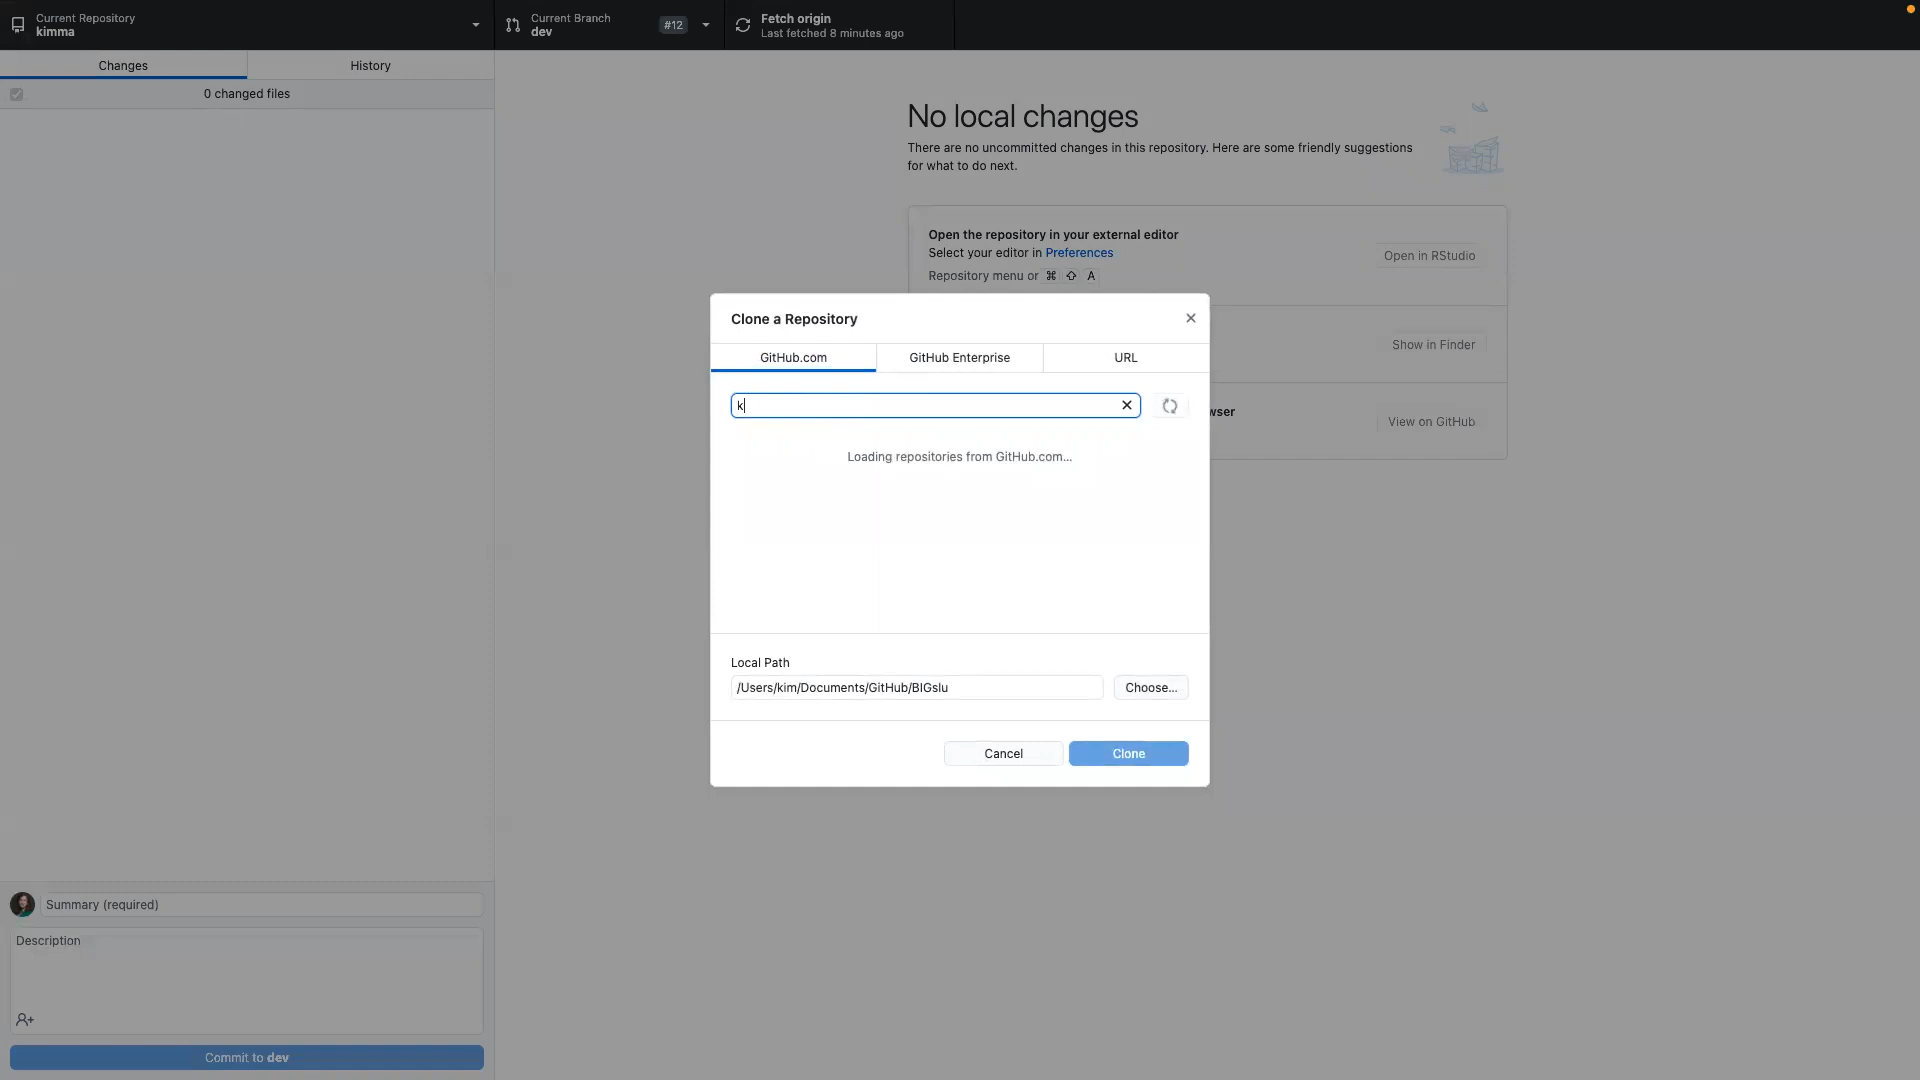 Current Repository
kimma
Current Branch
dev
#12
Fetch origin
Last fetched 8 minutes ago
Changes
History
0 changed files
No local changes
There are no uncommitted changes in this repository. Here are some friendly suggestions
for what to do next.
Open the repository in your external editor
Select your editor in Preferences
Repository menu or ⌘ ⇧ A
Open in RStudio
Show in Finder
wser
View on GitHub
Clone a Repository
GitHub.com
GitHub Enterprise
URL
k
Loading repositories from GitHub.com...
Local Path
/Users/kim/Documents/GitHub/BIGslu
Choose...
Cancel
Clone
Summary (required)
Description
Commit to dev